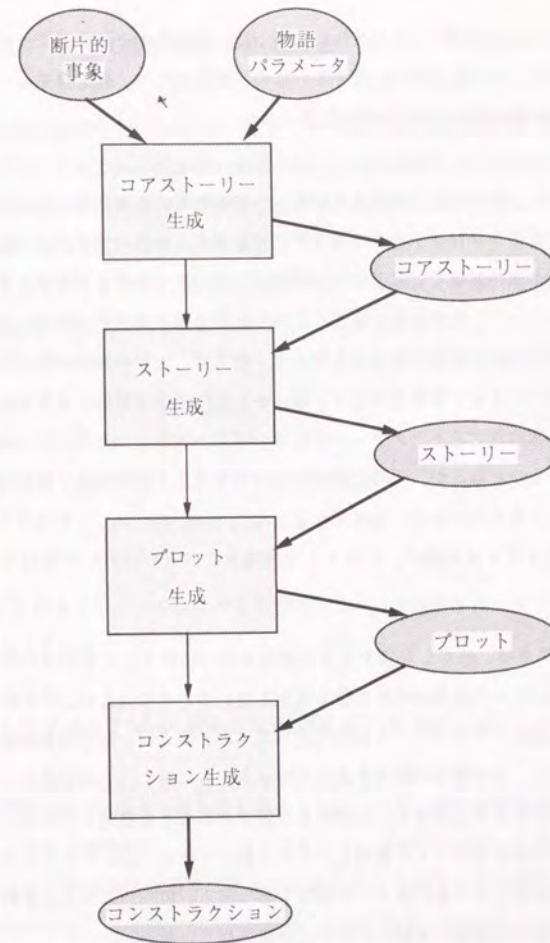 断片的
事象
物語
パラメータ
コアストーリー
生成
コアストーリー
ストーリー
生成
ストーリー
プロット
生成
プロット
コンストラク
ション生成
コンストラクション